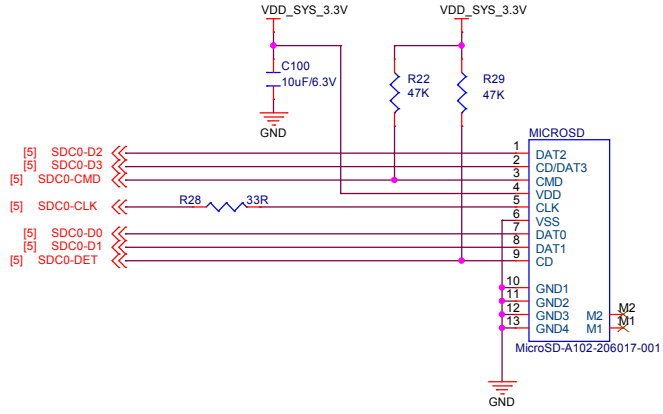 VDD_SYS_3.3V
VDD_SYS_3.3V
C100
10uF/6.3V
GND
R22
47K
R29
47K
MICROSD
[5] SDC0-D2
1 DAT2
[5] SDC0-D3
2 CD/DAT3
[5] SDC0-CMD
3 CMD
4 VDD
[5] SDC0-CLK
R28 33R
5 CLK
6 VSS
[5] SDC0-D0
7 DAT0
[5] SDC0-D1
8 DAT1
[5] SDC0-DET
9 CD
10 GND1
11 GND2
12 GND3 M2 M2
13 GND4 M1 M1
MicroSD-A102-206017-001
GND